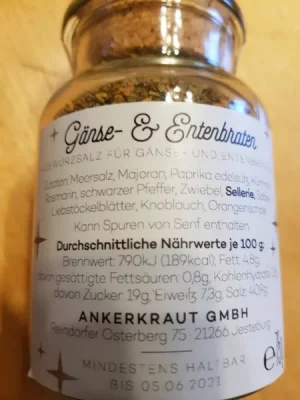 Gänse- & Entenbraten
WÜRZSALZ FÜR GÄNSE- UND
Zutaten: Meersalz, Majoran, Paprika edelsüß, Kümmel,
Rosmarin, schwarzer Pfeffer, Zwiebel, Sellerie,
Liebstöckelblätter, Knoblauch, Orangenschale
Kann Spuren von Senf enthalten
Durchschnittliche Nährwerte je 100 g:
Brennwert: 790kJ (189kcal), Fett: 4,8g,
davon gesättigte Fettsäuren: 0,8g, Kohlenhydrate
davon Zucker: 19g, Eiweiß: 7,3g, Salz: 40,9g
ANKERKRAUT GMBH
Reindorfer Osterberg 75 · 21266 Jesteburg
MINDESTENS HALTBAR
BIS 05.06 2021